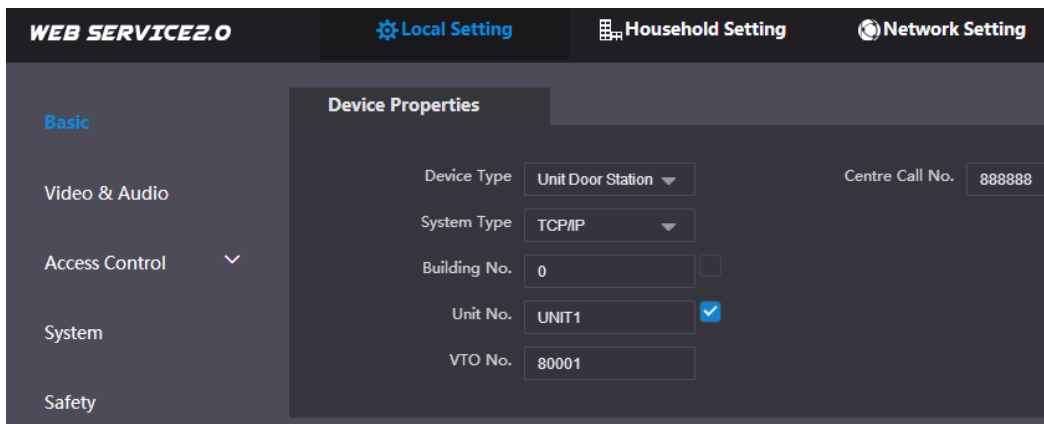 WEB SERVICE2.0 Local Setting Household Setting Network Setting
Device Properties
Basic
Device Type Unit Door Station Centre Call No. 888888
Video & Audio
System Type TCP/IP
Access Control
Building No. 0
Unit No. UNIT1
System
VTO No. 80001
Safety